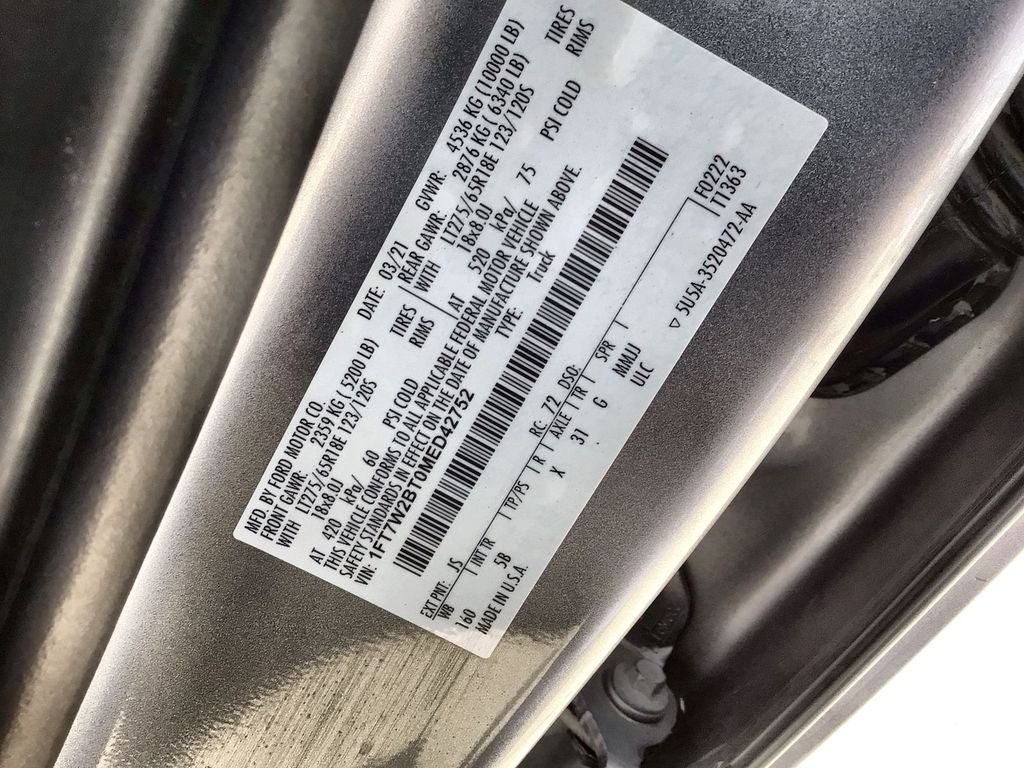 MFD. BY FORD MOTOR CO.
DATE: 03/21
GVWR: 4536 KG (10000 LB)
FRONT GAWR: 2359 KG (5200 LB)
REAR GAWR: 2876 KG (6340 LB)
WITH LT275/65R18E 123/120S TIRES
WITH LT275/65R18E 123/120S TIRES
18x8.0J RIMS
18x8.0J RIMS
AT 420 kPa/ 60 PSI COLD
AT 520 kPa/ 75 PSI COLD
THIS VEHICLE CONFORMS TO ALL APPLICABLE FEDERAL MOTOR VEHICLE
SAFETY STANDARDS IN EFFECT ON THE DATE OF MANUFACTURE SHOWN ABOVE.
VIN: 1FT7W2BT0MED42752
TYPE: Truck
EXT PNT: JS RC: 72 DSO: F0222
WB INT TR TP/PS R AXLE TR SPR TT363
160 5B X 31 G MMJJ
MADE IN U.S.A. ULC
▽ 5U5A-3520472-AA